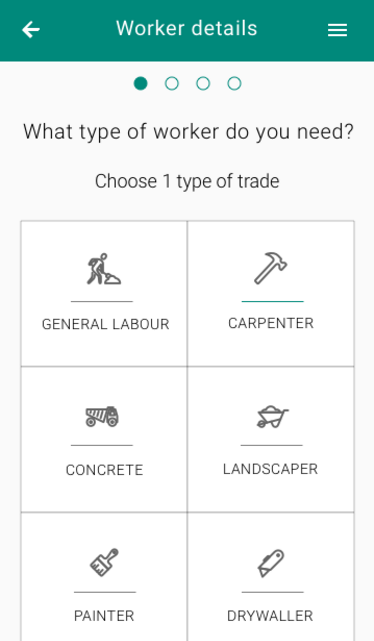 Worker details
What type of worker do you need?
Choose 1 type of trade
GENERAL LABOUR
CARPENTER
CONCRETE
LANDSCAPER
PAINTER
DRYWALLER